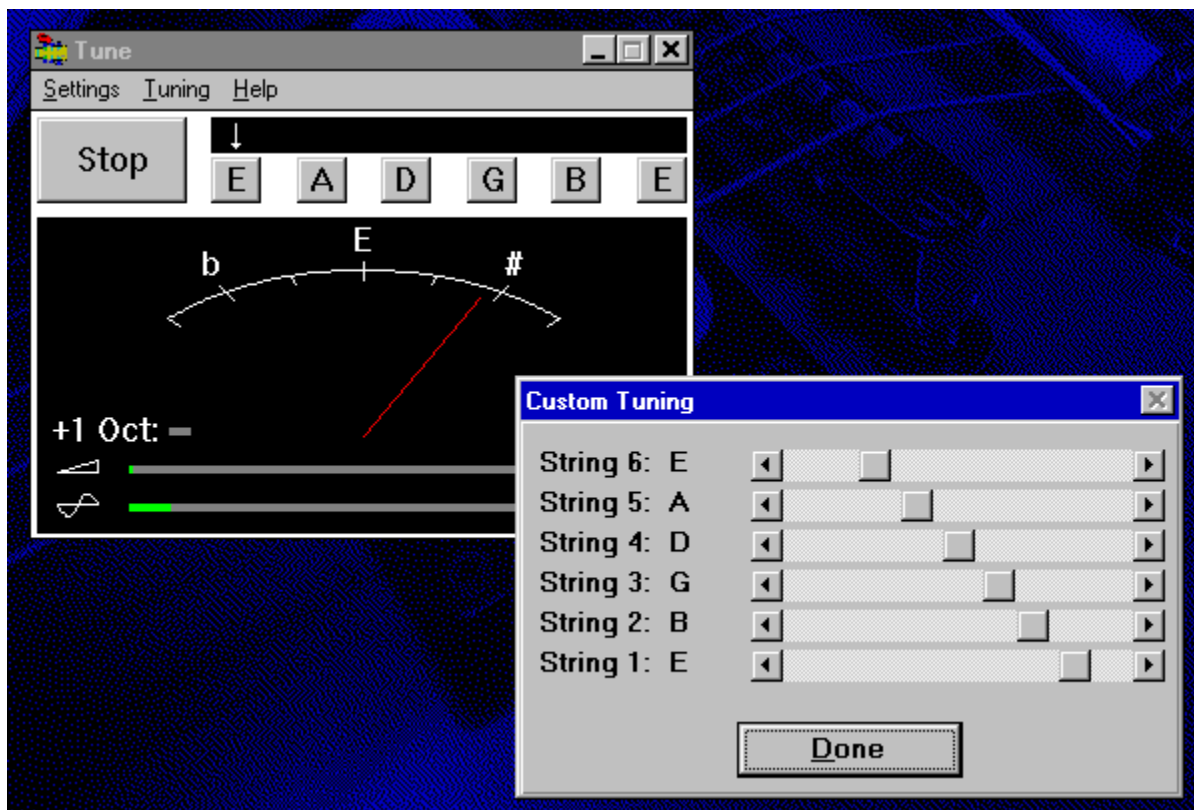 Tune
Settings Tuning Help
Stop
E A D G B E
E
b #
+1 Oct:
Custom Tuning
String 6: E
String 5: A
String 4: D
String 3: G
String 2: B
String 1: E
Done